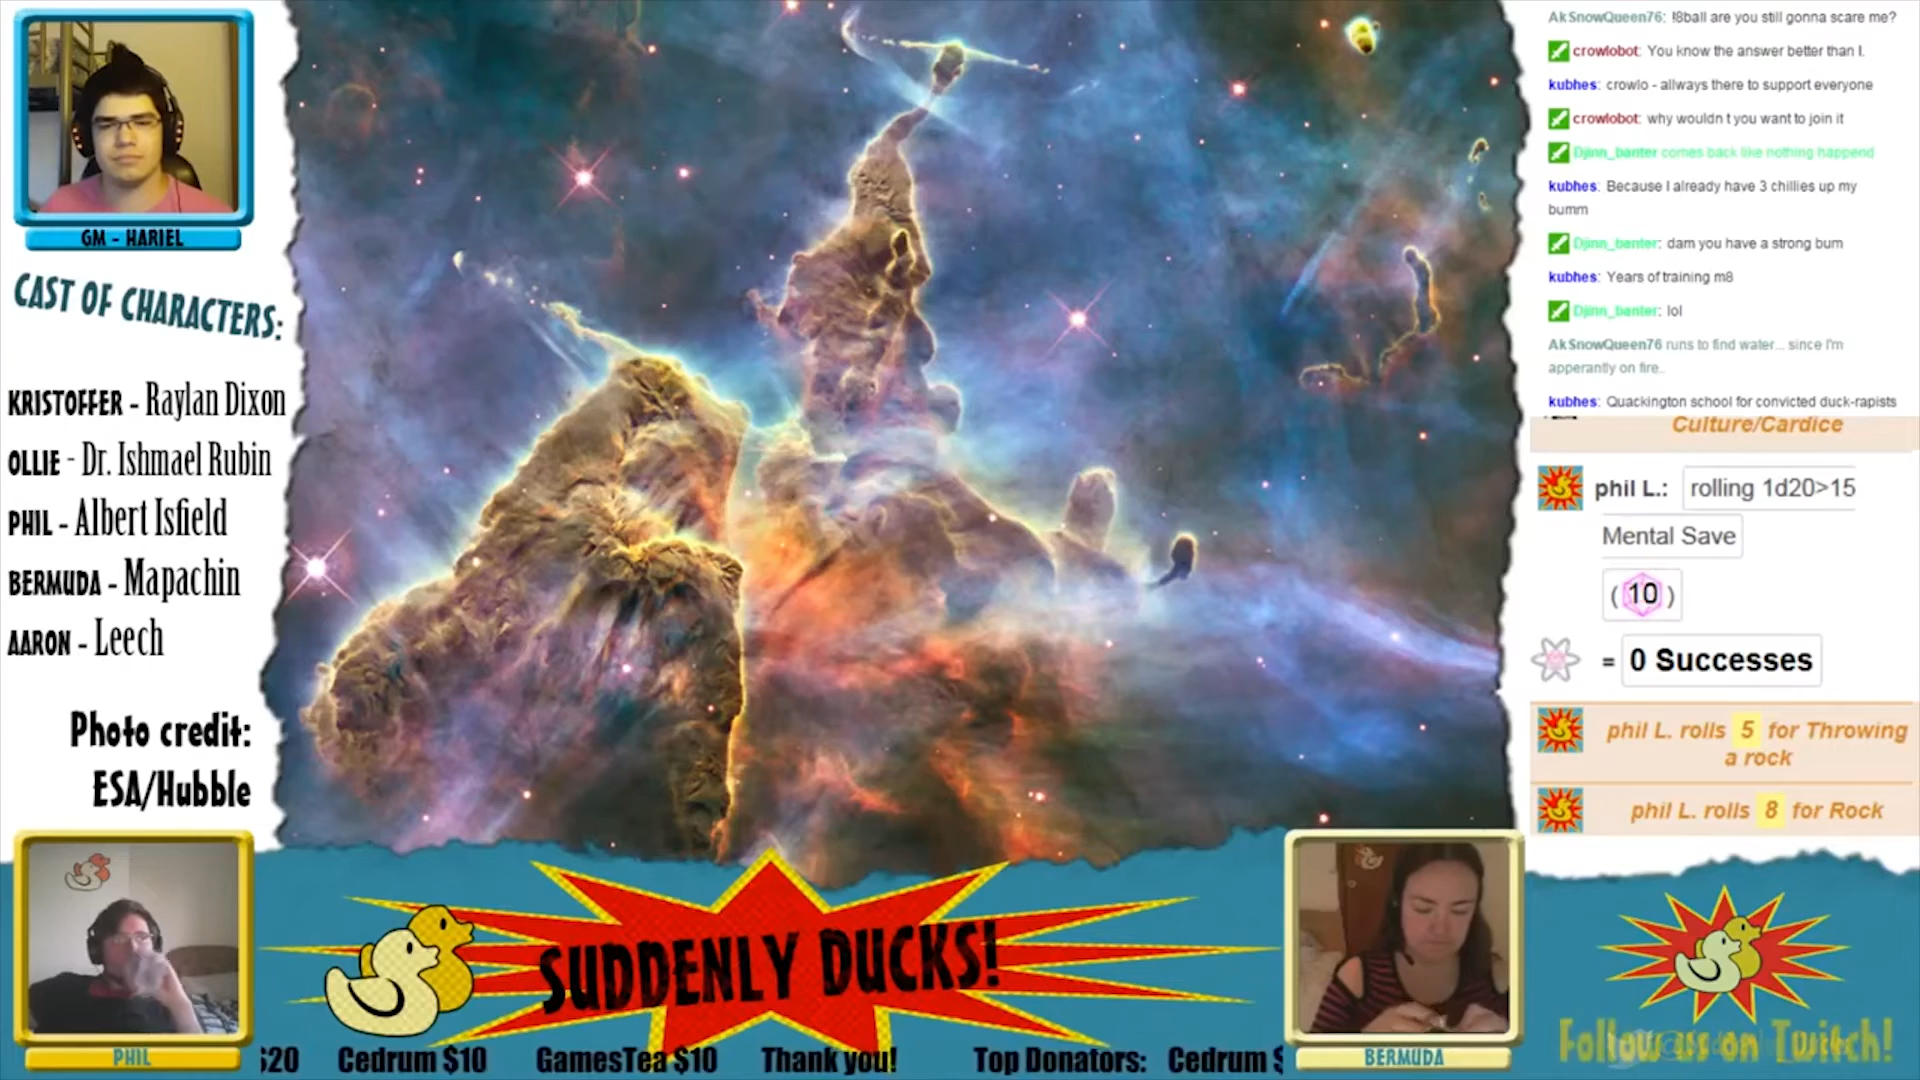 GM - HARIEL
CAST OF CHARACTERS:
KRISTOFFER - Raylan Dixon
OLLIE - Dr. Ishmael Rubin
PHIL - Albert Isfield
BERMUDA - Mapachin
AARON - Leech
Photo credit:
ESA/Hubble
PHIL
SUDDENLY DUCKS!
$20 Cedrum $10 GamesTea $10 Thank you! Top Donators: Cedrum $
BERMUDA
AkSnowQueen76: !8ball are you still gonna scare me?
crowlobot: You know the answer better than I.
kubhes: crowlo - allways there to support everyone
crowlobot: why wouldn t you want to join it
Djinn_banter comes back like nothing happend
kubhes: Because I already have 3 chillies up my
bumm
Djinn_banter: dam you have a strong bum
kubhes: Years of training m8
Djinn_banter: lol
AkSnowQueen76 runs to find water... since I'm
apperantly on fire..
kubhes: Quackington school for convicted duck-rapists
Culture/Cardice
phil L.: rolling 1d20>15
Mental Save
(10)
= 0 Successes
phil L. rolls 5 for Throwing
a rock
phil L. rolls 8 for Rock
Follow us on Twitch!